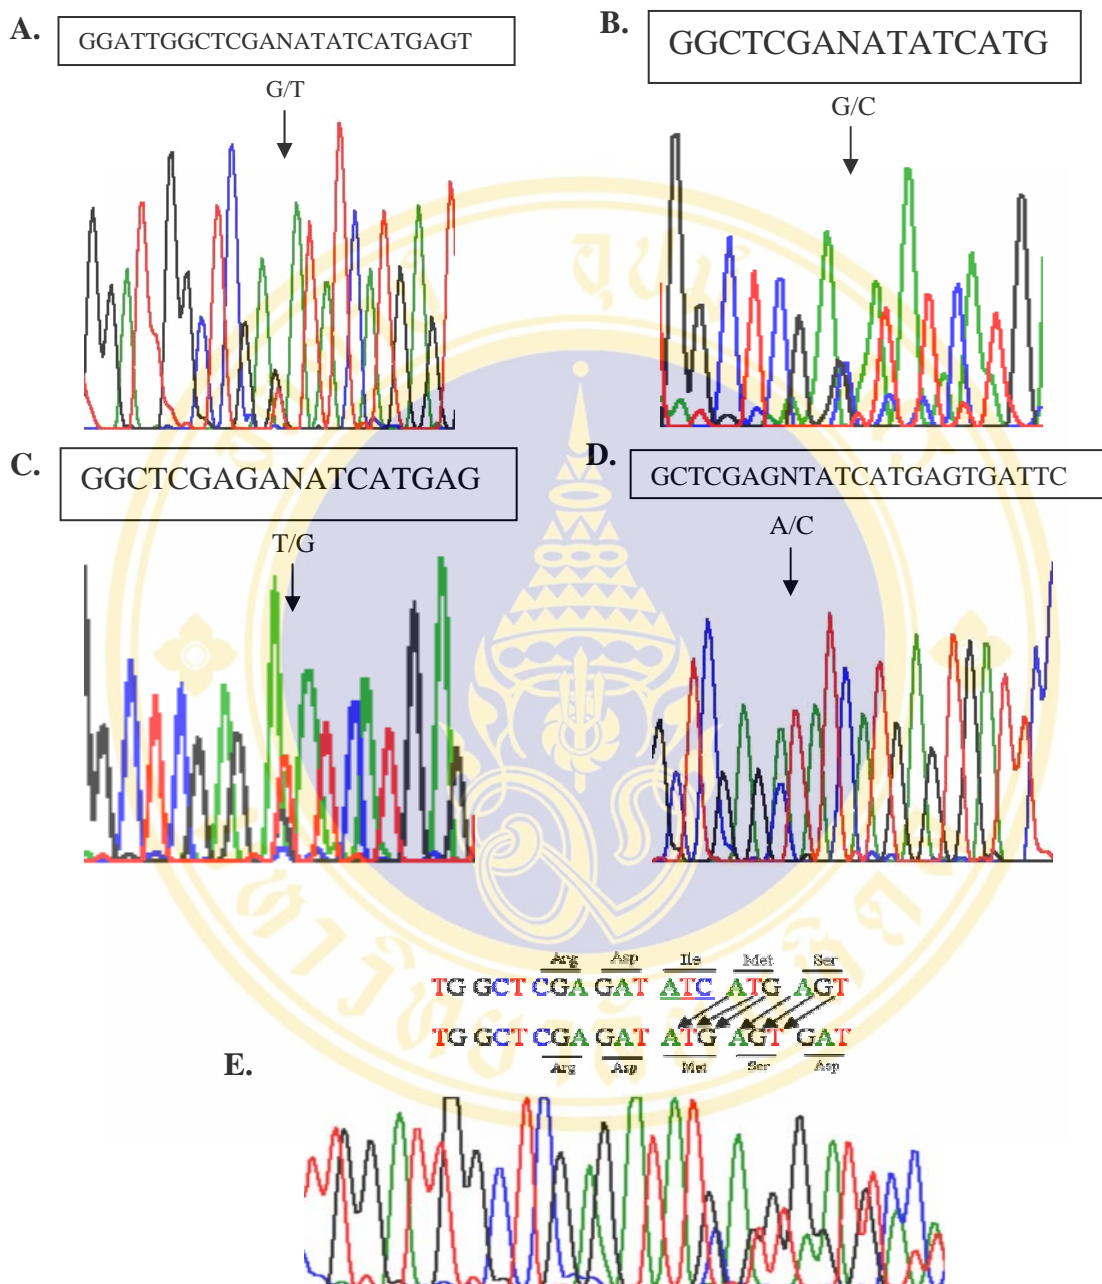 A.
GGATTGGCTCGANATATCATGAGT
G/T
B.
GGCTCGANATATCATG
G/C
C.
GGCTCGAGANATCATGAG
T/G
D.
GCTCGAGNTATCATGAGTGATTC
A/C
Arg Asp Ile Met Ser
TG GCT CGA GAT ATC ATG AGT
TG GCT CGA GAT ATG AGT GAT
Arg Asp Met Ser Asp
E.